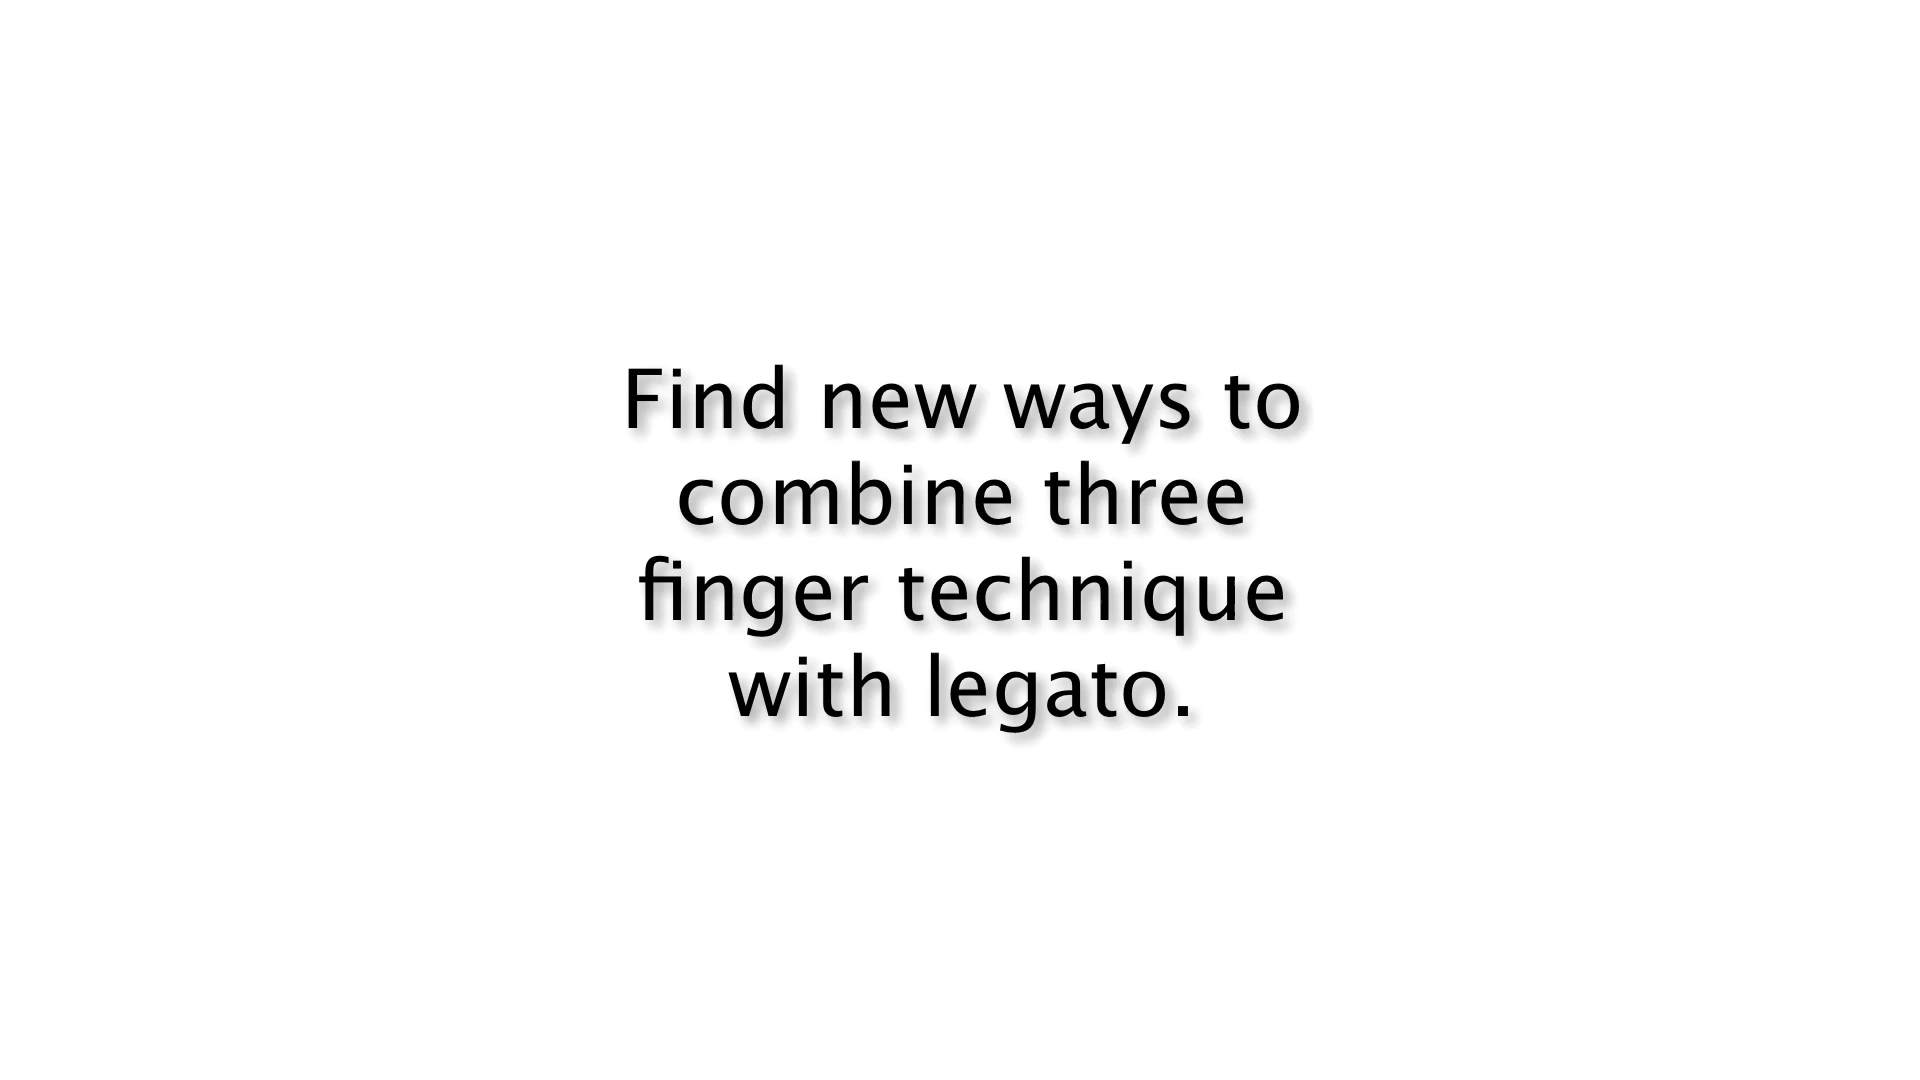 Find new ways to
combine three
finger technique
with legato.